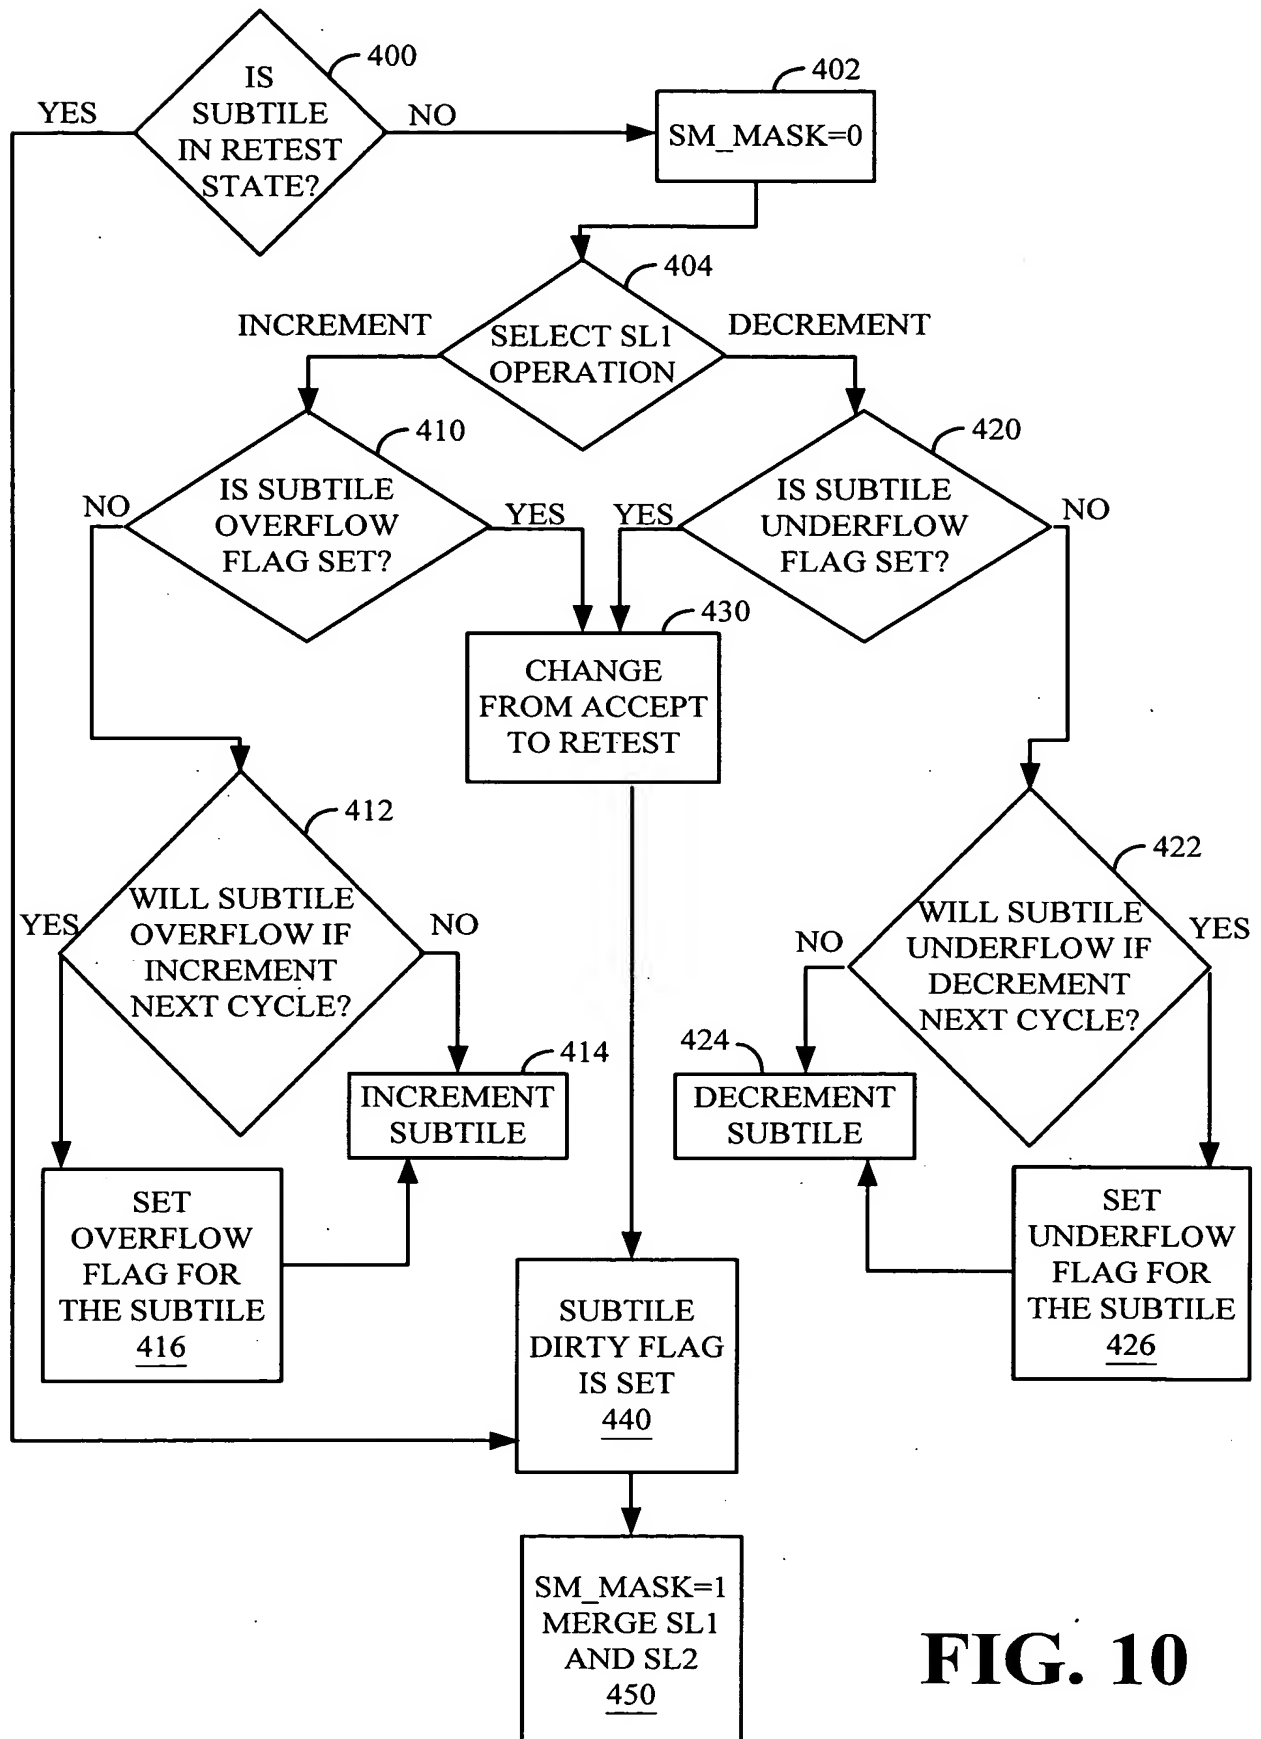 400
IS
SUBTILE
IN RETEST
STATE?
YES
NO
402
SM_MASK=0
404
SELECT SL1
OPERATION
INCREMENT
DECREMENT
410
IS SUBTILE
OVERFLOW
FLAG SET?
NO
YES
420
IS SUBTILE
UNDERFLOW
FLAG SET?
YES
NO
430
CHANGE
FROM ACCEPT
TO RETEST
412
WILL SUBTILE
OVERFLOW IF
INCREMENT
NEXT CYCLE?
YES
NO
422
WILL SUBTILE
UNDERFLOW IF
DECREMENT
NEXT CYCLE?
NO
YES
414
INCREMENT
SUBTILE
424
DECREMENT
SUBTILE
SET
OVERFLOW
FLAG FOR
THE SUBTILE
416
SET
UNDERFLOW
FLAG FOR
THE SUBTILE
426
SUBTILE
DIRTY FLAG
IS SET
440
SM_MASK=1
MERGE SL1
AND SL2
450
FIG. 10